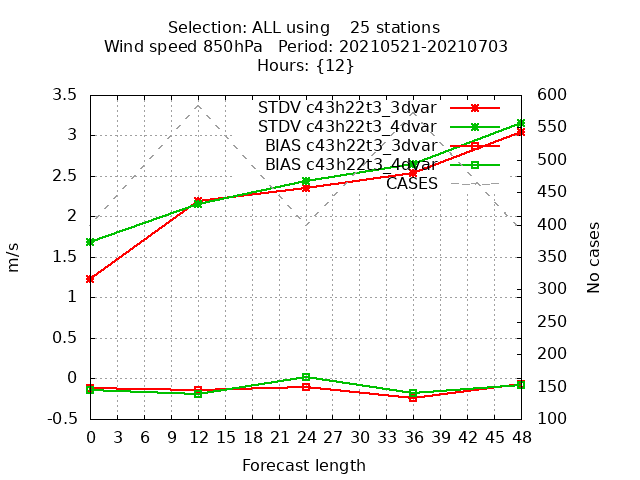 Selection: ALL using    25 stations
Wind speed 850hPa   Period: 20210521-20210703
Hours: {12}
STDV c43h22t3_3dvar
STDV c43h22t3_4dvar
BIAS c43h22t3_3dvar
BIAS c43h22t3_4dvar
CASES
3.5
3
2.5
2
1.5
1
0.5
0
-0.5
m/s
600
550
500
450
400
350
300
250
200
150
100
No cases
0 3 6 9 12 15 18 21 24 27 30 33 36 39 42 45 48
Forecast length